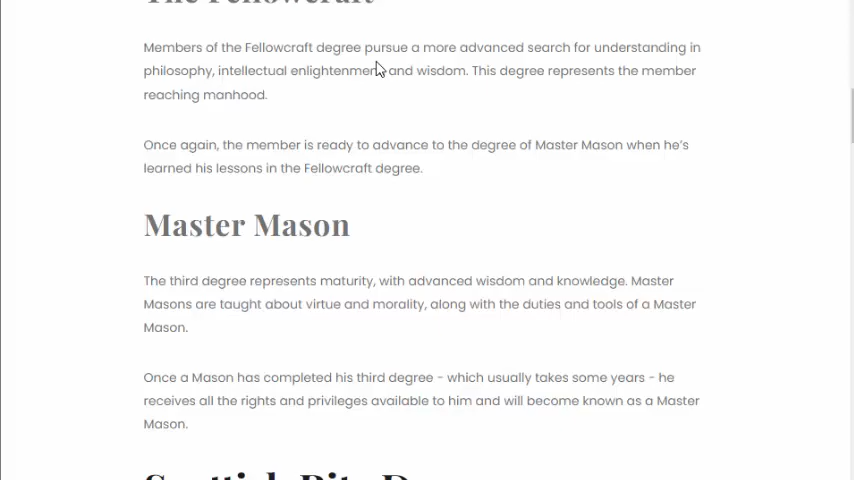 The Fellowcraft
Members of the Fellowcraft degree pursue a more advanced search for understanding in
philosophy, intellectual enlightenment and wisdom. This degree represents the member
reaching manhood.
Once again, the member is ready to advance to the degree of Master Mason when he's
learned his lessons in the Fellowcraft degree.
Master Mason
The third degree represents maturity, with advanced wisdom and knowledge. Master
Masons are taught about virtue and morality, along with the duties and tools of a Master
Mason.
Once a Mason has completed his third degree - which usually takes some years - he
receives all the rights and privileges available to him and will become known as a Master
Mason.
Scottish Rite